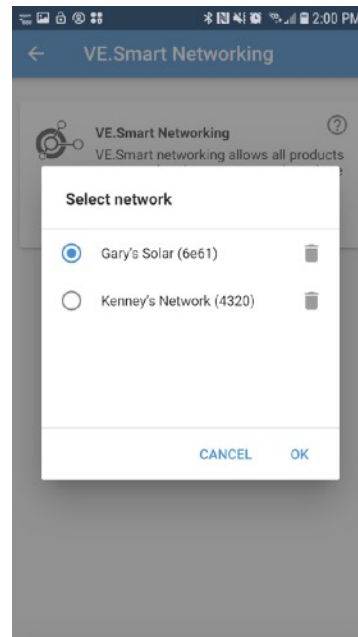 2:00 PM
VE.Smart Networking
VE.Smart Networking
VE.Smart networking allows all products
Select network
Gary's Solar (6e61)
Kenney's Network (4320)
CANCEL OK